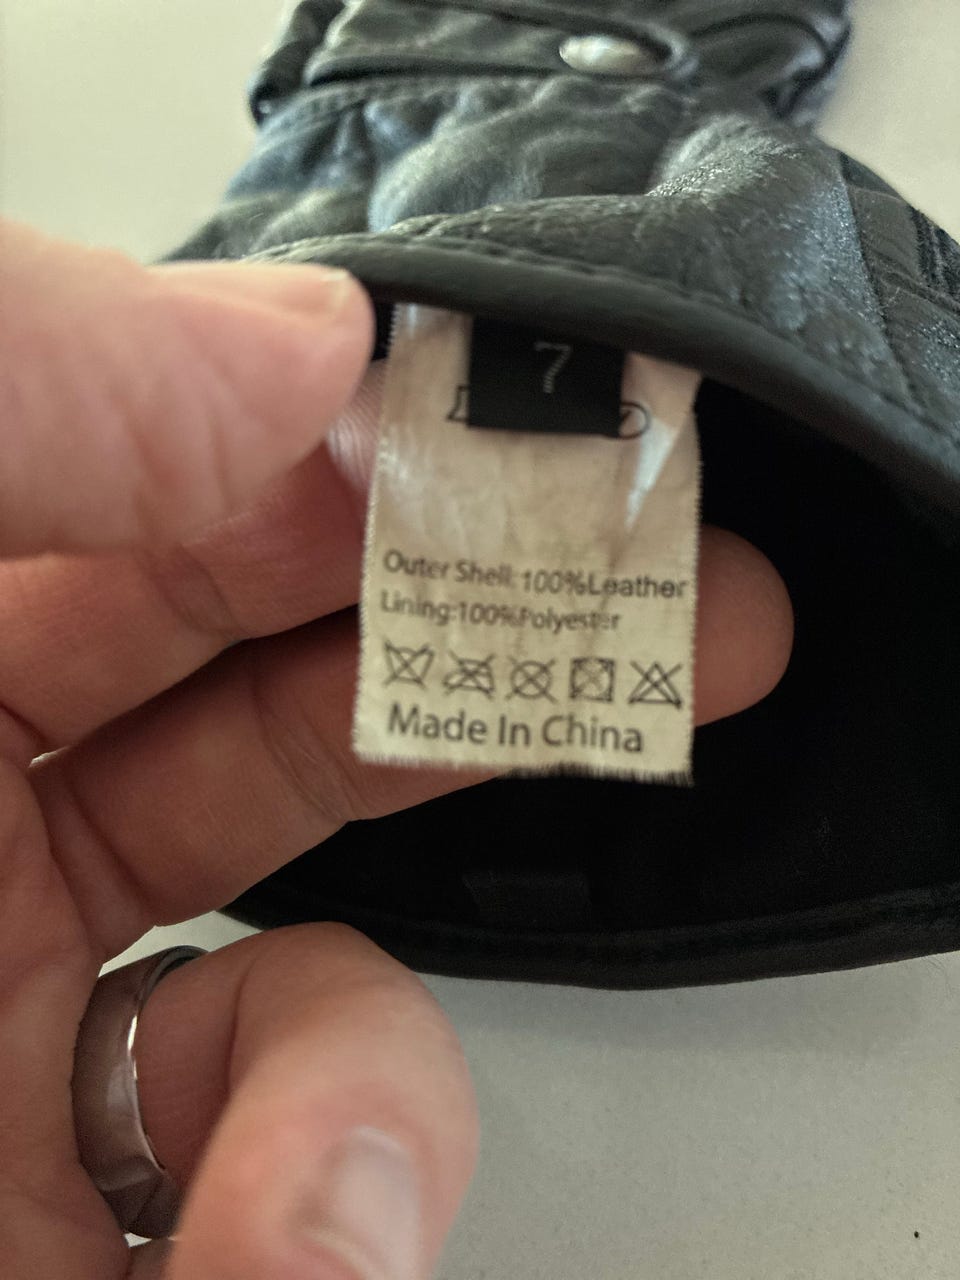 7
Outer Shell:100%Leather
Lining:100%Polyester
Made In China